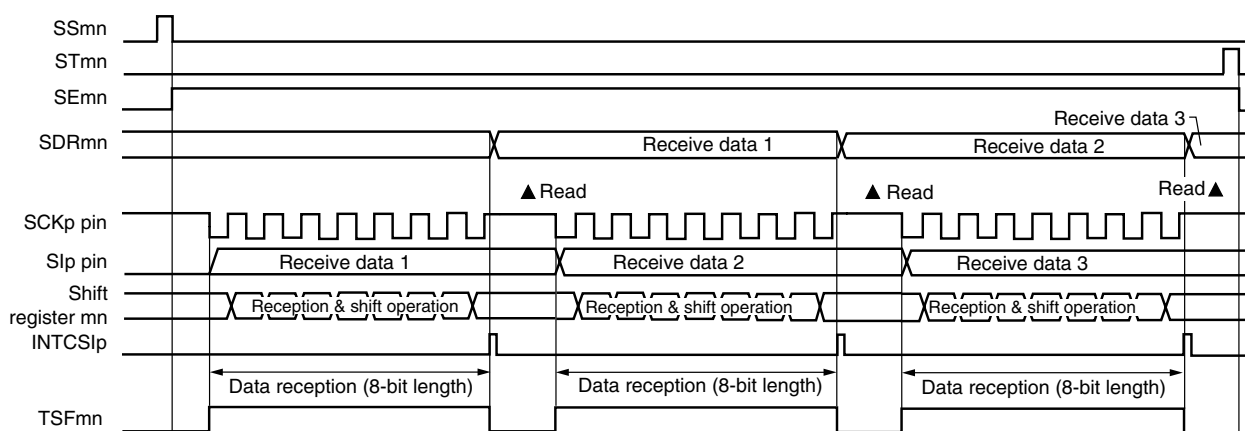 SSmn
STmn
SEmn
Receive data 3
SDRmn
Receive data 1
Receive data 2
▲ Read
▲ Read
Read ▲
SCKp pin
SIp pin
Receive data 1
Receive data 2
Receive data 3
Shift
register mn
Reception & shift operation
Reception & shift operation
Reception & shift operation
INTCSIp
Data reception (8-bit length)
Data reception (8-bit length)
Data reception (8-bit length)
TSFmn